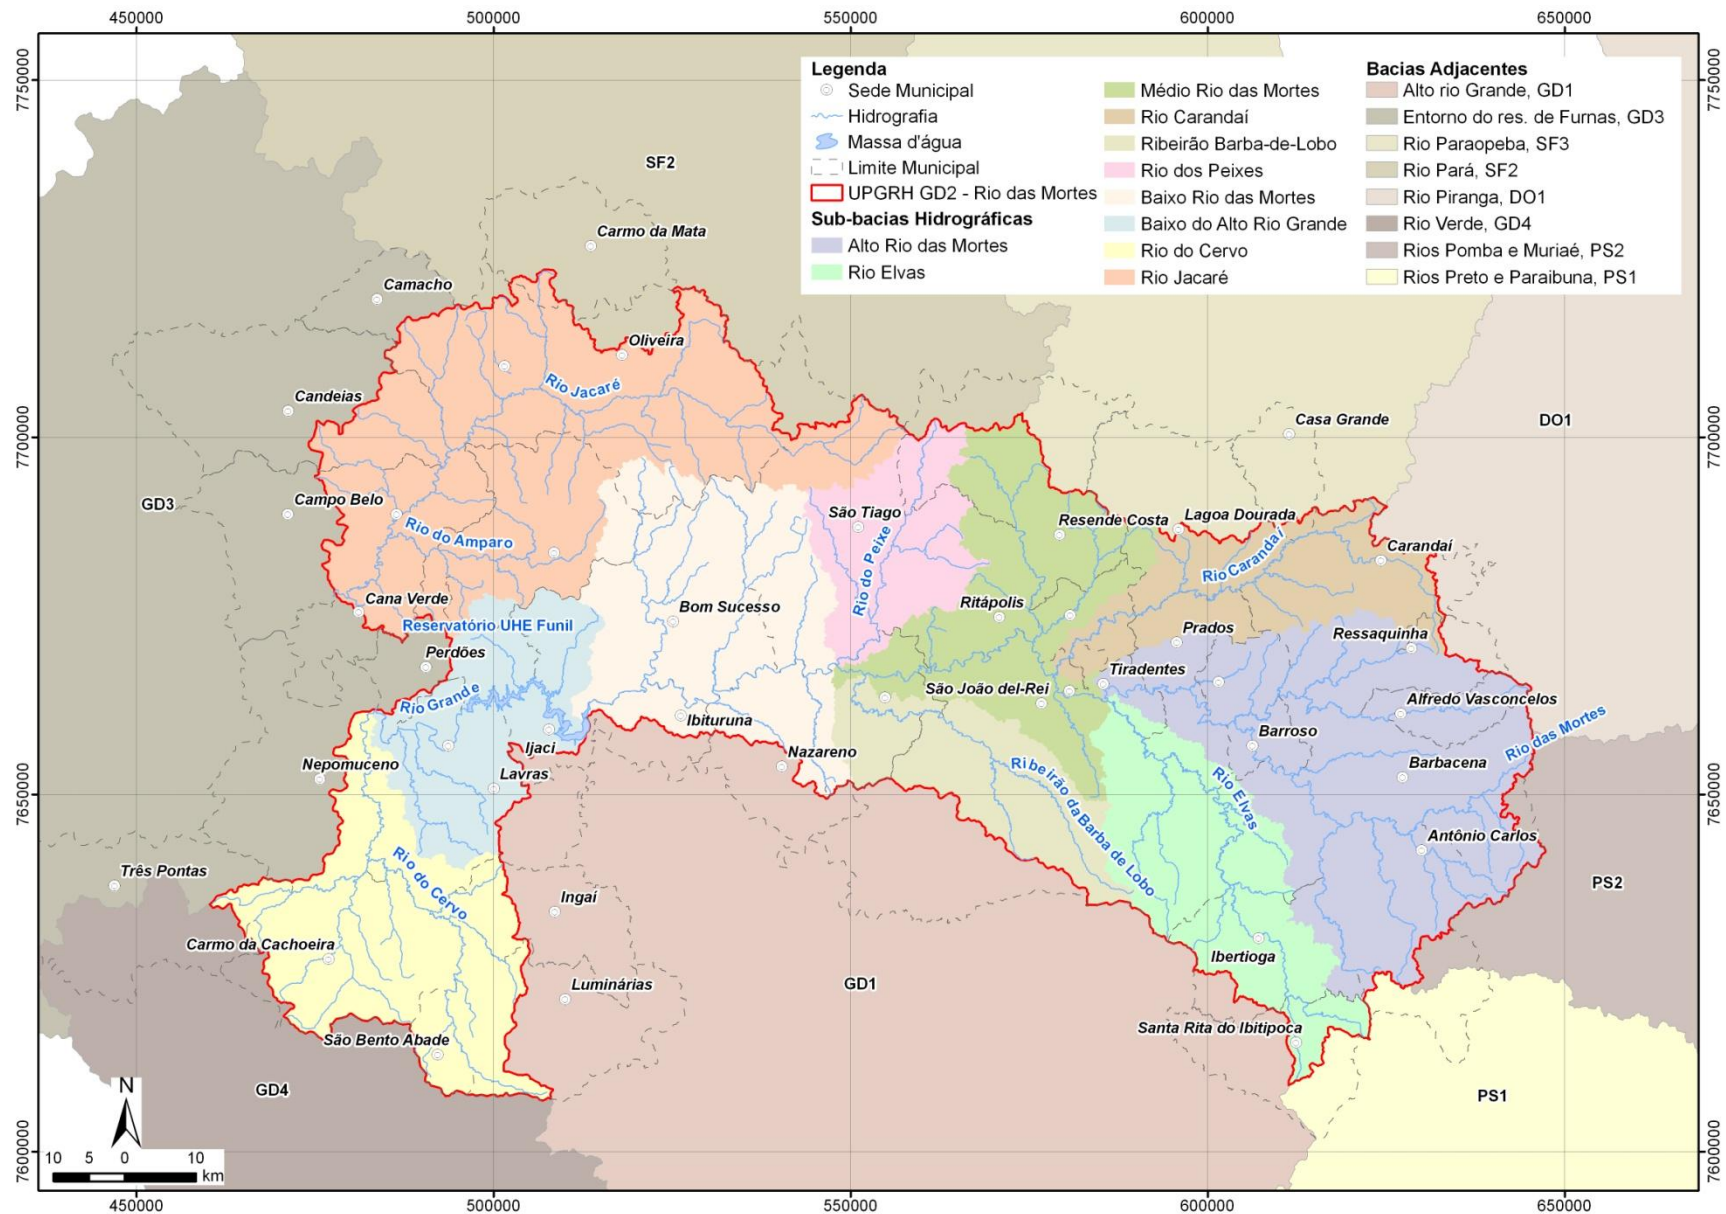 450000 500000 550000 600000 650000
7750000 7750000
Legenda
Sede Municipal
Hidrografia
Massa d'água
Limite Municipal
UPGRH GD2 - Rio das Mortes
Sub-bacias Hidrográficas
Alto Rio das Mortes
Rio Elvas
Médio Rio das Mortes
Rio Carandaí
Ribeirão Barba-de-Lobo
Rio dos Peixes
Baixo Rio das Mortes
Baixo do Alto Rio Grande
Rio do Cervo
Rio Jacaré
Bacias Adjacentes
Alto rio Grande, GD1
Entorno do res. de Furnas, GD3
Rio Paraopeba, SF3
Rio Pará, SF2
Rio Piranga, DO1
Rio Verde, GD4
Rios Pomba e Muriaé, PS2
Rios Preto e Paraibuna, PS1
SF2
Carmo da Mata
Camacho
Oliveira
Rio Jacaré
Candeias
Casa Grande
DO1
7700000 7700000
GD3
Campo Belo
Rio do Amparo
São Tiago
Rio do Peixe
Resende Costa
Lagoa Dourada
Rio Carandaí
Carandaí
Cana Verde
Reservatório UHE Funil
Bom Sucesso
Ritápolis
Prados
Ressaquinha
Perdões
Rio Grande
São João del-Rei
Tiradentes
Alfredo Vasconcelos
Rio das Mortes
Ibituruna
Barroso
Ijaci
Nazareno
Nepomuceno
Lavras
Ribeirão da Barba de Lobo
Rio Elvas
Barbacena
7650000 7650000
Antônio Carlos
Três Pontas
Rio do Cervo
PS2
Ingaí
Carmo da Cachoeira
Ibertioga
Luminárias
GD1
Santa Rita do Ibitipoca
São Bento Abade
GD4
PS1
N
7600000 7600000
10 5 0 10
km
450000 500000 550000 600000 650000